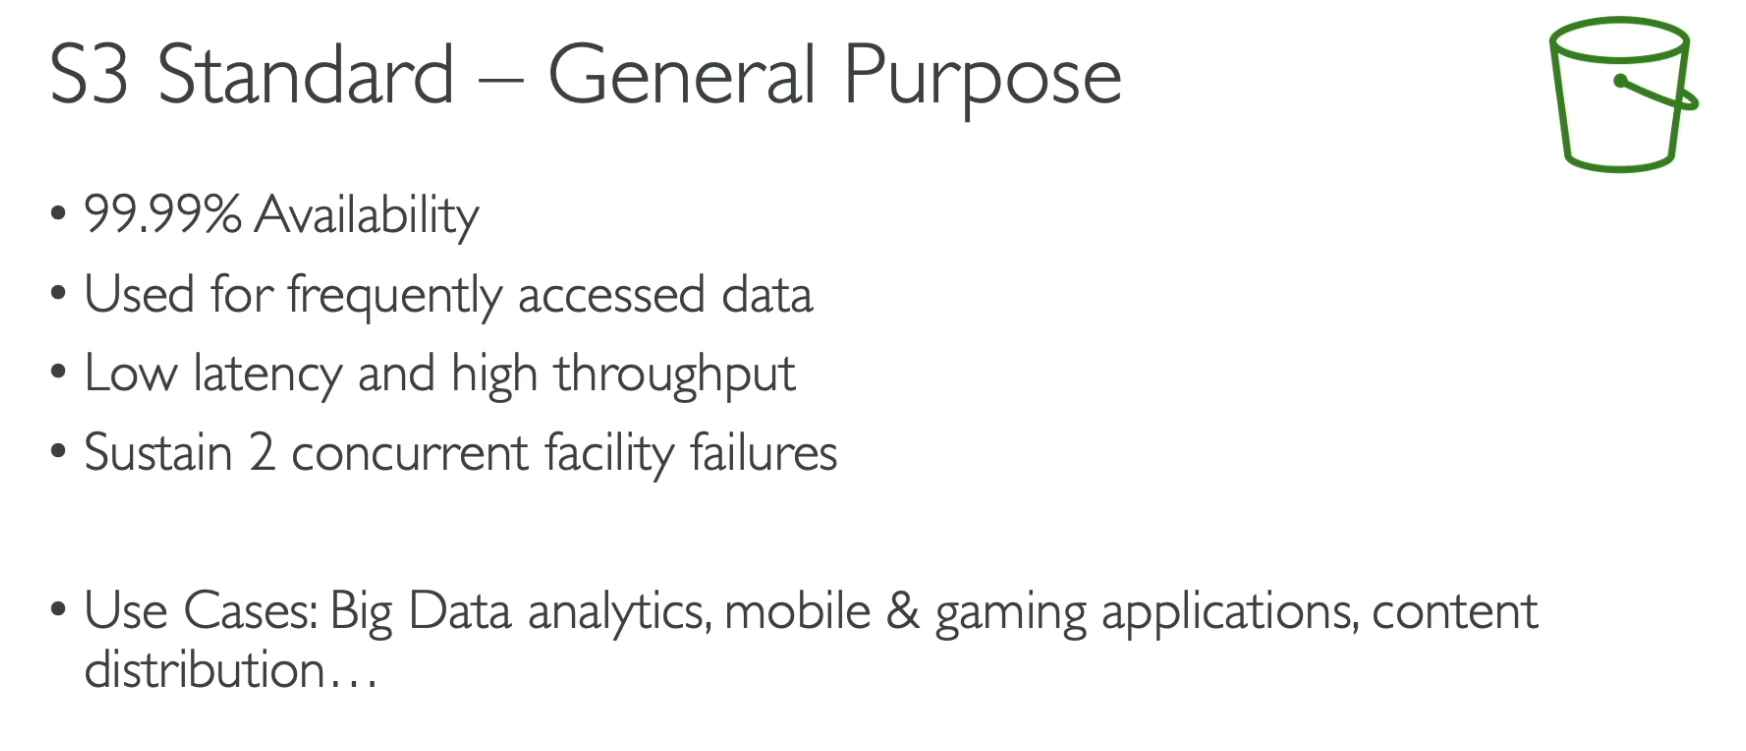 S3 Standard – General Purpose
• 99.99% Availability
• Used for frequently accessed data
• Low latency and high throughput
• Sustain 2 concurrent facility failures
• Use Cases: Big Data analytics, mobile & gaming applications, content
distribution…